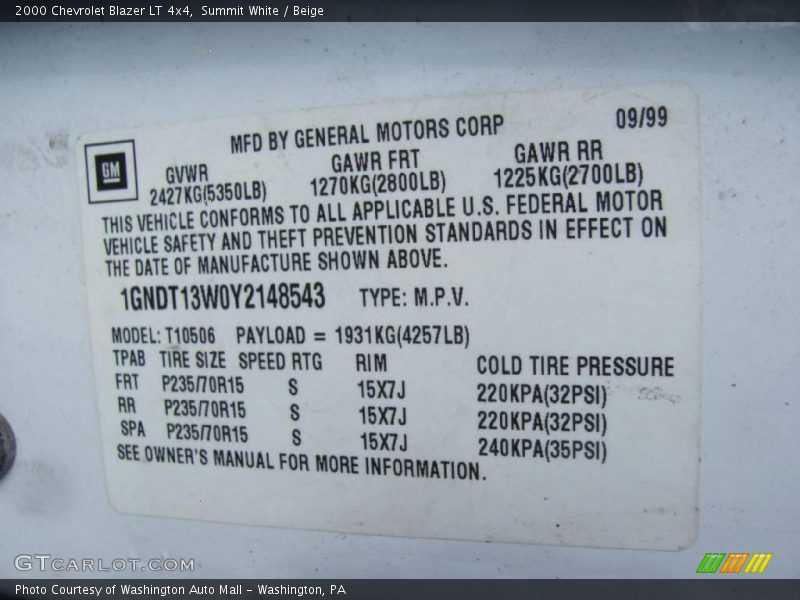 2000 Chevrolet Blazer LT 4x4,  Summit White / Beige
MFD BY GENERAL MOTORS CORP 09/99
GM
GVWR GAWR FRT GAWR RR
2427KG(5350LB) 1270KG(2800LB) 1225KG(2700LB)
THIS VEHICLE CONFORMS TO ALL APPLICABLE U.S. FEDERAL MOTOR
VEHICLE SAFETY AND THEFT PREVENTION STANDARDS IN EFFECT ON
THE DATE OF MANUFACTURE SHOWN ABOVE.
1GNDT13W0Y2148543 TYPE: M.P.V.
MODEL: T10506 PAYLOAD = 1931KG(4257LB)
TPAB TIRE SIZE SPEED RTG RIM COLD TIRE PRESSURE
FRT P235/70R15 S 15X7J 220KPA(32PSI)
RR P235/70R15 S 15X7J 220KPA(32PSI)
SPA P235/70R15 S 15X7J 240KPA(35PSI)
SEE OWNER'S MANUAL FOR MORE INFORMATION.
GTCARLOT.COM
Photo Courtesy of Washington Auto Mall – Washington, PA